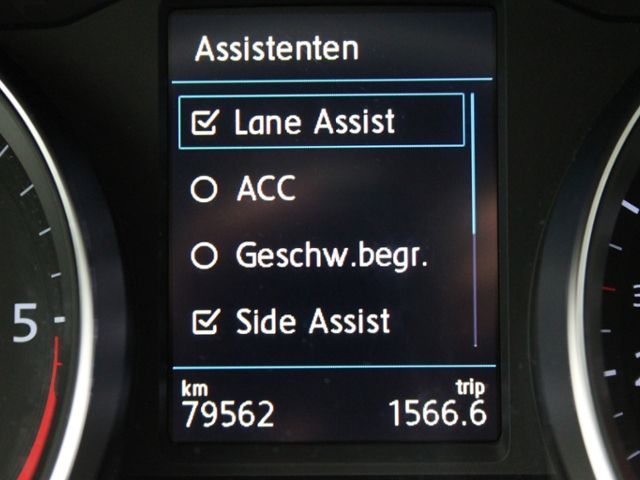 Assistenten
Lane Assist
ACC
Geschw.begr.
Side Assist
km trip
79562 1566.6
5